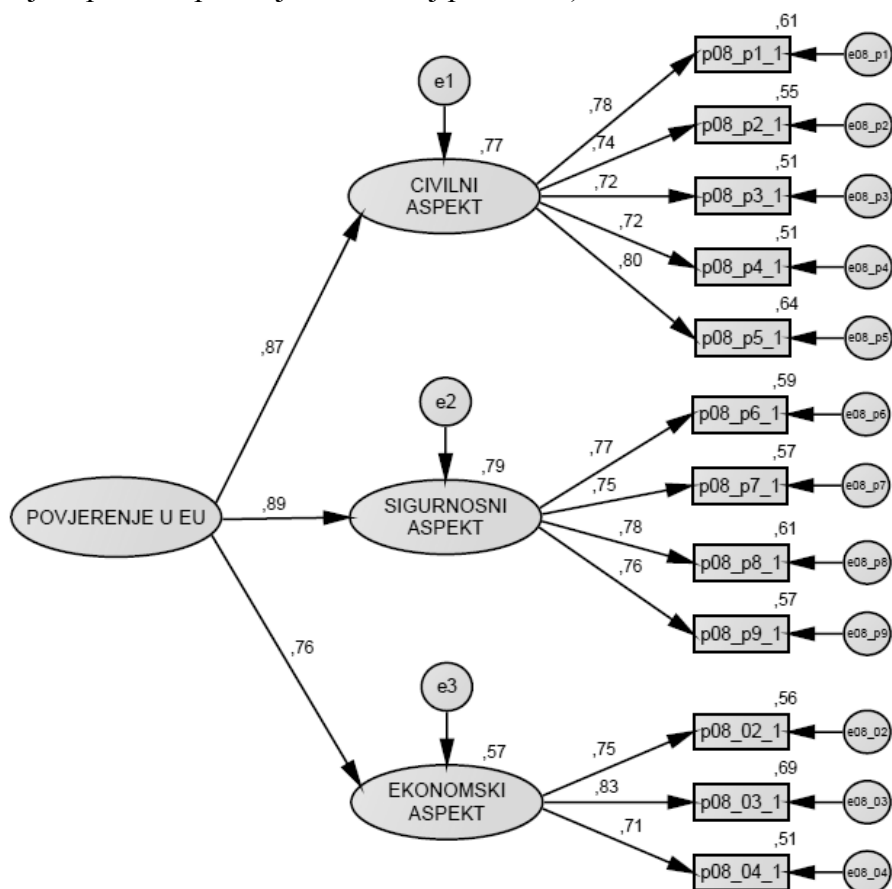 ,61
p08_p1_1
e08_p1
e1
,78
,55
p08_p2_1
e08_p2
,74
,77
CIVILNI
ASPEKT
,72
,51
p08_p3_1
e08_p3
,72
,51
p08_p4_1
e08_p4
,80
,64
p08_p5_1
e08_p5
,87
,59
p08_p6_1
e08_p6
e2
,77
,57
p08_p7_1
e08_p7
,75
,79
SIGURNOSNI
ASPEKT
POVJERENJE U EU
,89
,78
,61
p08_p8_1
e08_p8
,76
,57
p08_p9_1
e08_p9
,76
e3
,56
p08_02_1
e08_02
,75
,57
EKONOMSKI
ASPEKT
,83
,69
p08_03_1
e08_03
,71
,51
p08_04_1
e08_04